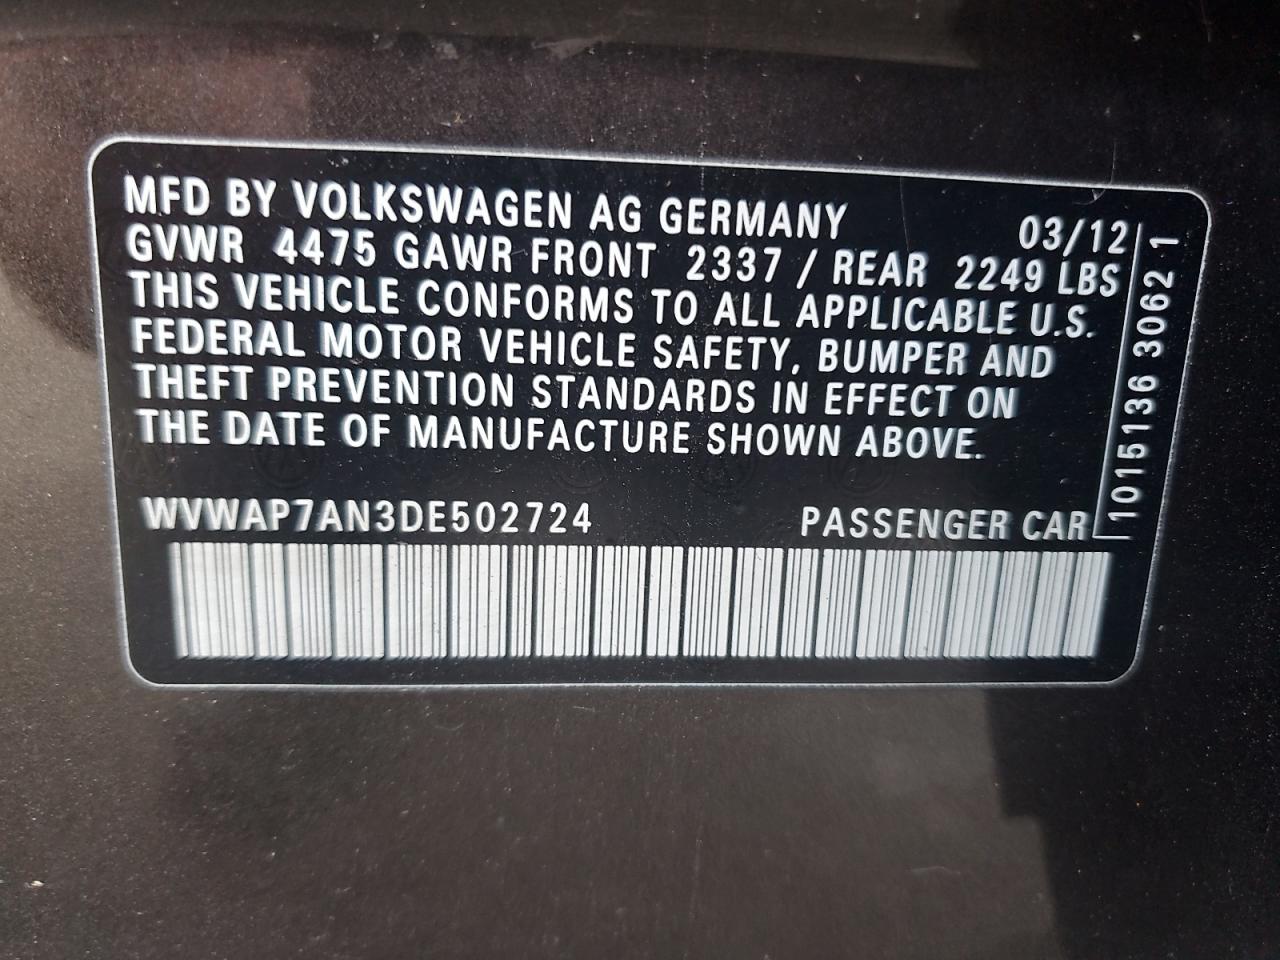 MFD BY VOLKSWAGEN AG GERMANY 03/12
GVWR 4475 GAWR FRONT 2337 / REAR 2249 LBS
THIS VEHICLE CONFORMS TO ALL APPLICABLE U.S.
FEDERAL MOTOR VEHICLE SAFETY, BUMPER AND
THEFT PREVENTION STANDARDS IN EFFECT ON
THE DATE OF MANUFACTURE SHOWN ABOVE.
WVWAP7AN3DE502724 PASSENGER CAR
1015136 3062 1